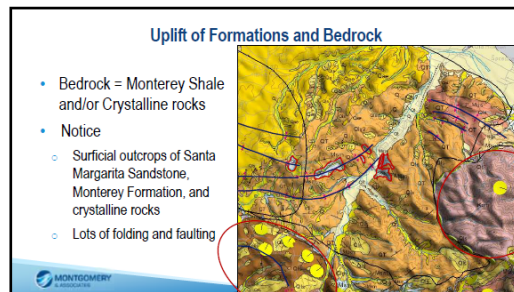 Uplift of Formations and Bedrock
• Bedrock = Monterey Shale
and/or Crystalline rocks
• Notice
o Surficial outcrops of Santa
Margarita Sandstone,
Monterey Formation, and
crystalline rocks
o Lots of folding and faulting
MONTGOMERY
& ASSOCIATES